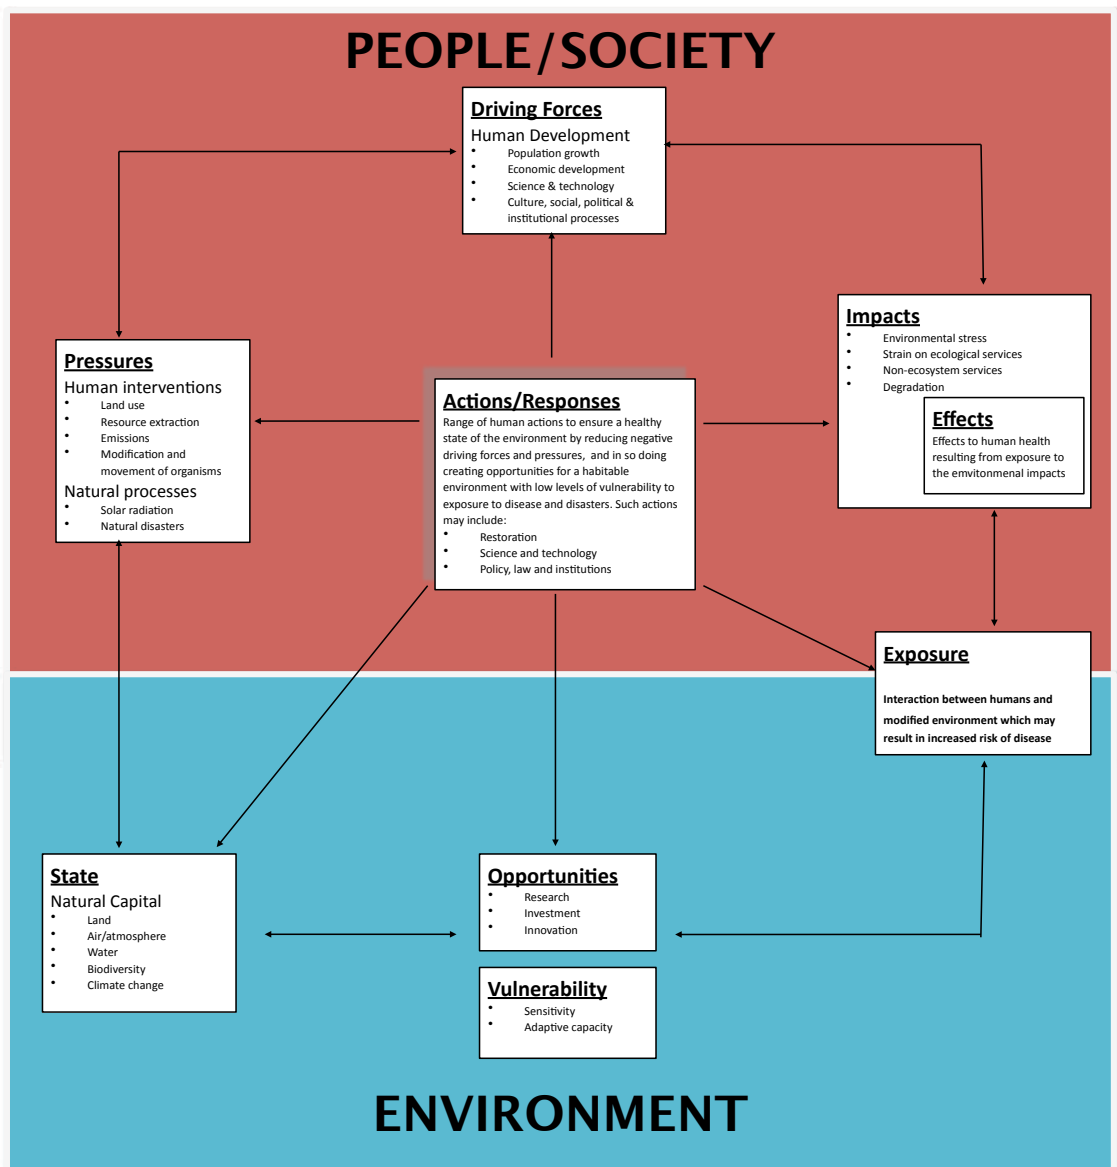 PEOPLE/SOCIETY
Driving Forces
Human Development
• Population growth
• Economic development
• Science & technology
• Culture, social, political &
institutional processes
Impacts
• Environmental stress
• Strain on ecological services
• Non-ecosystem services
• Degradation
Effects
Effects to human health
resulting from exposure to
the emvitonmenal impacts
Pressures
Human interventions
• Land use
• Resource extraction
• Emissions
• Modification and
movement of organisms
Natural processes
• Solar radiation
• Natural disasters
Actions/Responses
Range of human actions to ensure a healthy
state of the environment by reducing negative
driving forces and pressures, and in so doing
creating opportunities for a habitable
environment with low levels of vulnerability to
exposure to disease and disasters. Such actions
may include:
• Restoration
• Science and technology
• Policy, law and institutions
Exposure
Interaction between humans and
modified environment which may
result in increased risk of disease
State
Natural Capital
• Land
• Air/atmosphere
• Water
• Biodiversity
• Climate change
Opportunities
• Research
• Investment
• Innovation
Vulnerability
• Sensitivity
• Adaptive capacity
ENVIRONMENT